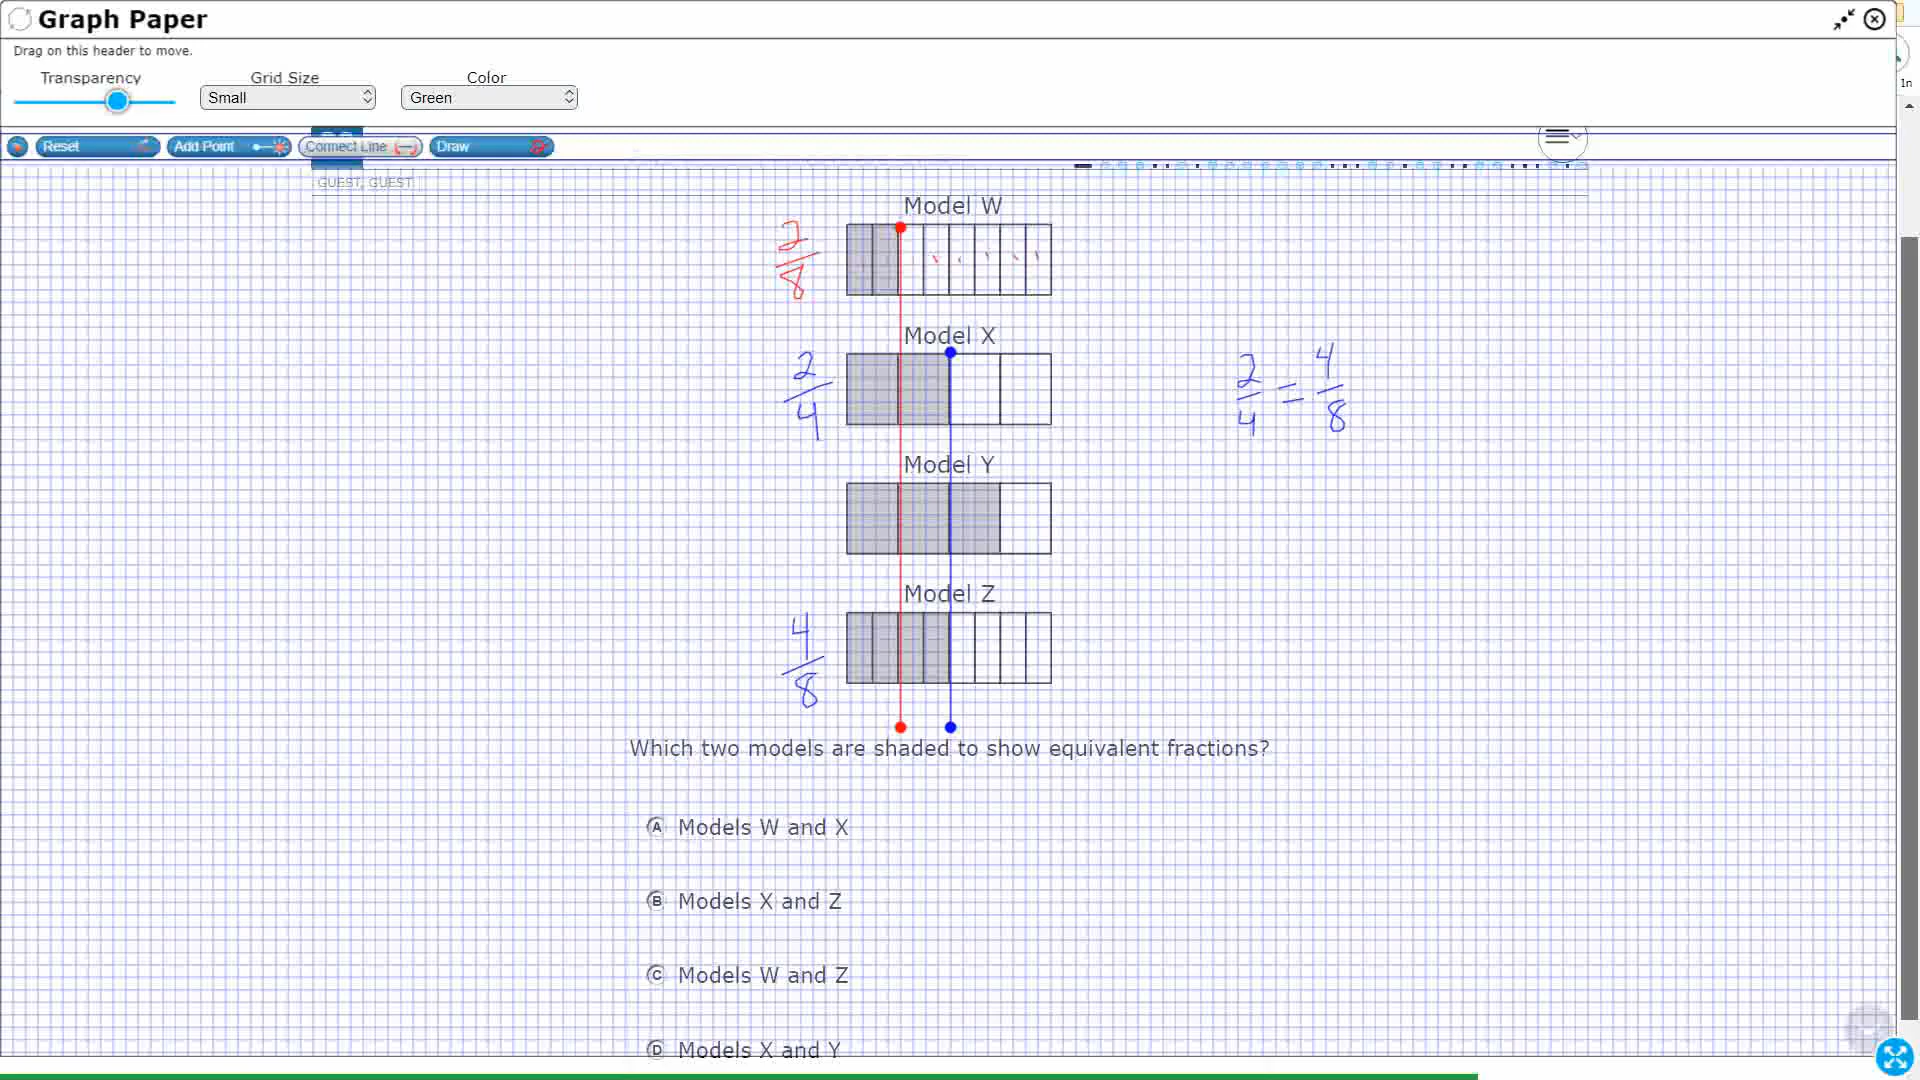 Graph Paper
Drag on this header to move.
Transparency
Grid Size
Color
Small
Green
In
Reset
Add Point
Connect Line
Draw
GUEST, GUEST
Model W
2/8
Model X
2/4
2/4 = 4/8
Model Y
Model Z
4/8
Which two models are shaded to show equivalent fractions?
A Models W and X
B Models X and Z
C Models W and Z
D Models X and Y